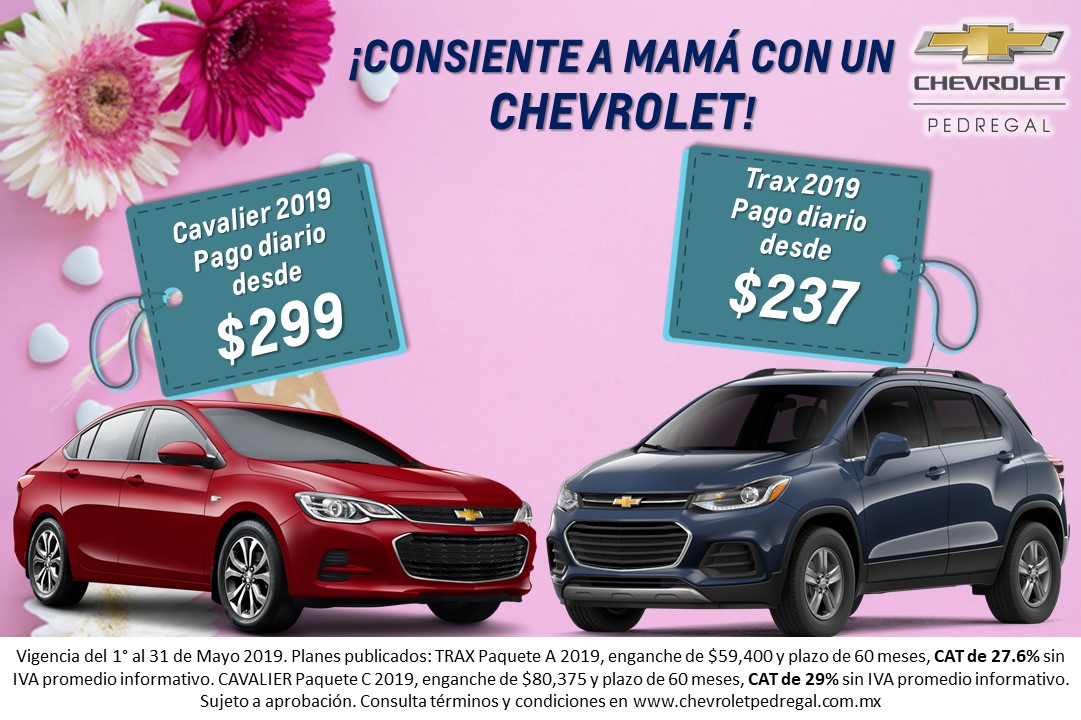 ¡CONSIENTE A MAMÁ CON UN
CHEVROLET!
CHEVROLET
PEDREGAL
Cavalier 2019
Pago diario
desde
$299
Trax 2019
Pago diario
desde
$237
Vigencia del 1° al 31 de Mayo 2019. Planes publicados: TRAX Paquete A 2019, enganche de $59,400 y plazo de 60 meses, CAT de 27.6% sin
IVA promedio informativo. CAVALIER Paquete C 2019, enganche de $80,375 y plazo de 60 meses, CAT de 29% sin IVA promedio informativo.
Sujeto a aprobación. Consulta términos y condiciones en www.chevroletpedregal.com.mx